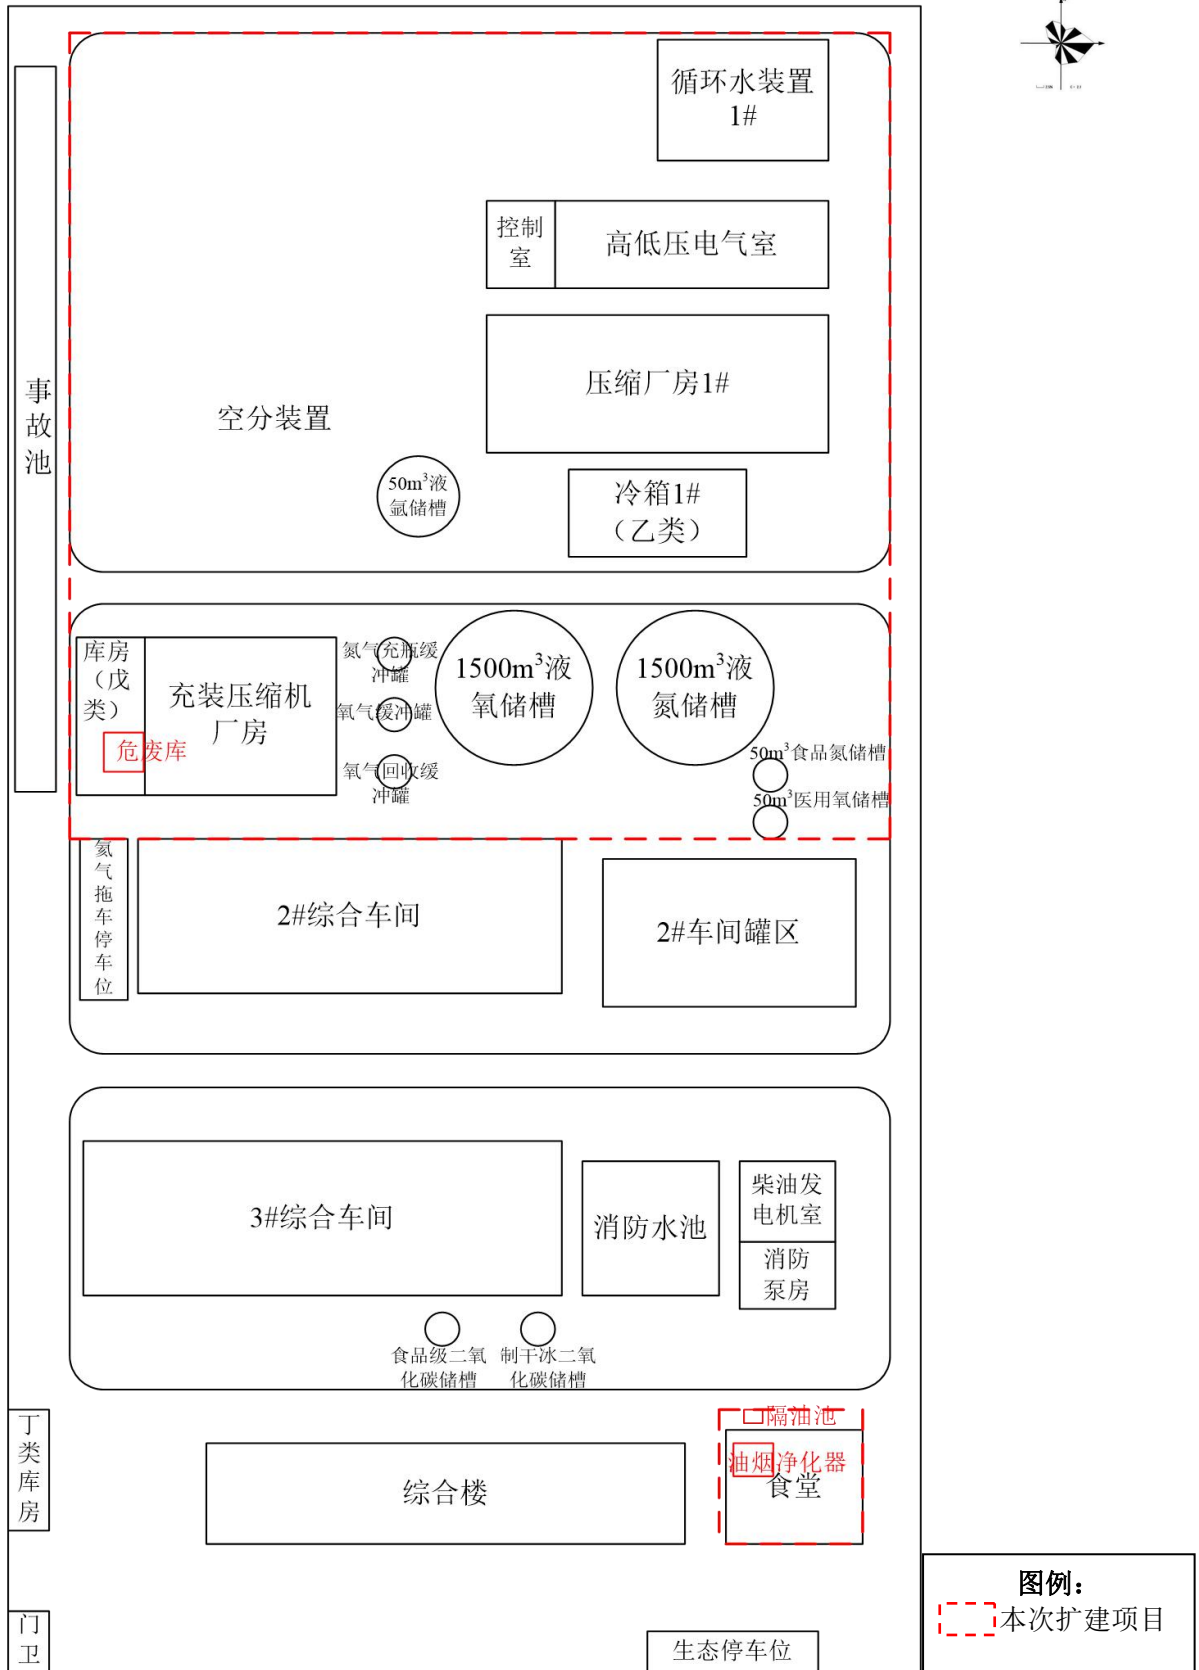 循环水装置
1#
控制
室
高低压电气室
压缩厂房1#
事
故
池
空分装置
50m³液
氩储槽
冷箱1#
（乙类）
库房
（戊
类）
危废库
充装压缩机
厂房
氮气充瓶缓
冲罐
氧气缓冲罐
氧气回收缓
冲罐
1500m³液
氧储槽
1500m³液
氮储槽
50m³食品氮储槽
50m³医用氧储槽
氦
气
拖
车
停
车
位
2#综合车间
2#车间罐区
3#综合车间
消防水池
柴油发
电机室
消防
泵房
食品级二氧
化碳储槽
制干冰二氧
化碳储槽
丁
类
库
房
综合楼
隔油池
油烟净化器
食堂
门
卫
生态停车位
图例：
本次扩建项目